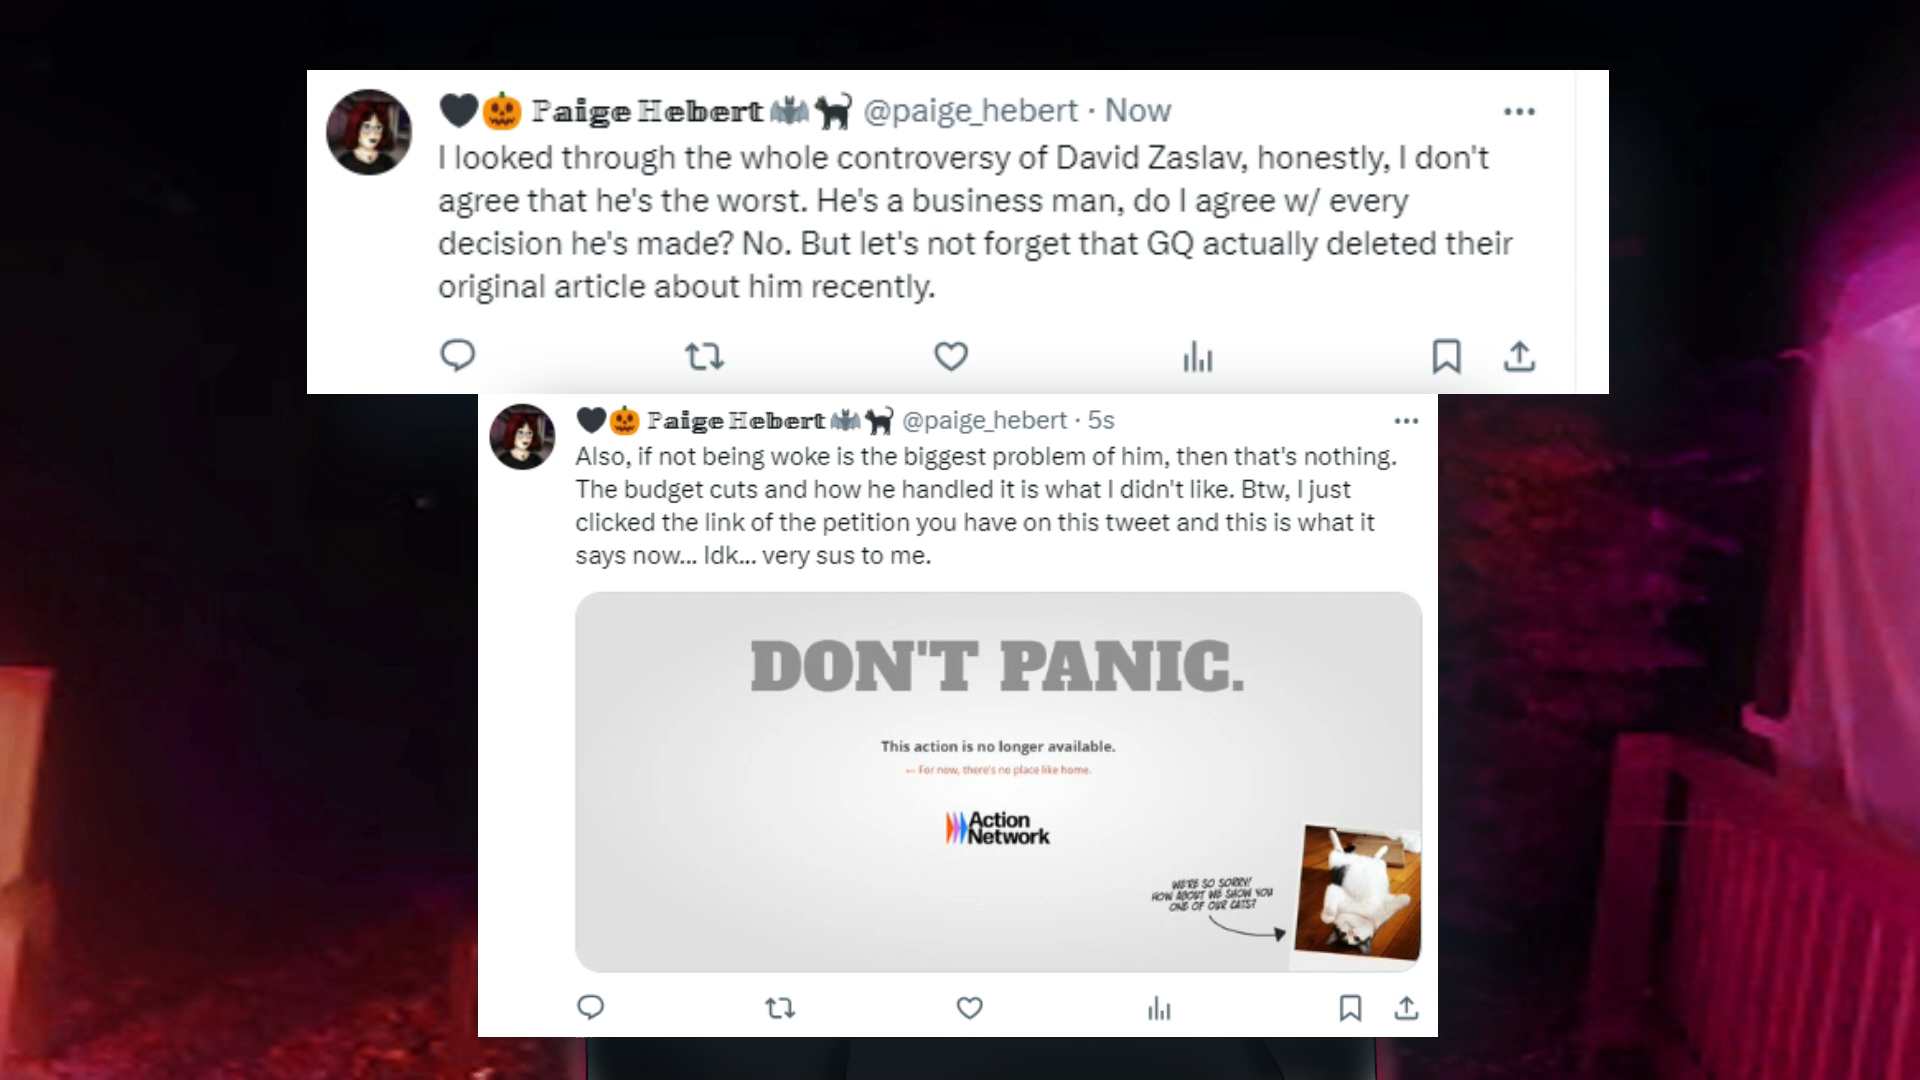 🖤🎃 ℙaige Hebert🦇🐈‍⬛ @paige_hebert · Now
I looked through the whole controversy of David Zaslav, honestly, I don't
agree that he's the worst. He's a business man, do I agree w/ every
decision he's made? No. But let's not forget that GQ actually deleted their
original article about him recently.
🖤🎃 ℙaige Hebert🦇🐈‍⬛ @paige_hebert · 5s
Also, if not being woke is the biggest problem of him, then that's nothing.
The budget cuts and how he handled it is what I didn't like. Btw, I just
clicked the link of the petition you have on this tweet and this is what it
says now... Idk... very sus to me.
DON'T PANIC.
This action is no longer available.
← For now, there's no place like home.
Action
Network
WE'RE SO SORRY!
HOW ABOUT WE SHOW YOU
ONE OF OUR CATS?